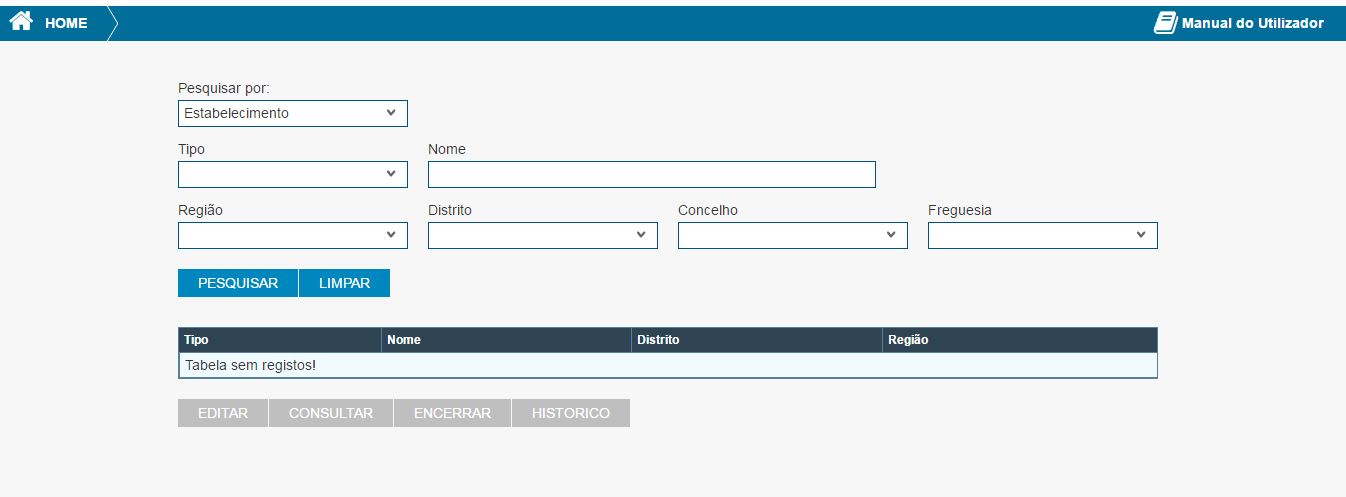 HOME
Manual do Utilizador
Pesquisar por:
Estabelecimento
Tipo Nome
Região Distrito Concelho Freguesia
PESQUISAR LIMPAR
Tipo Nome Distrito Região
Tabela sem registos!
EDITAR CONSULTAR ENCERRAR HISTORICO